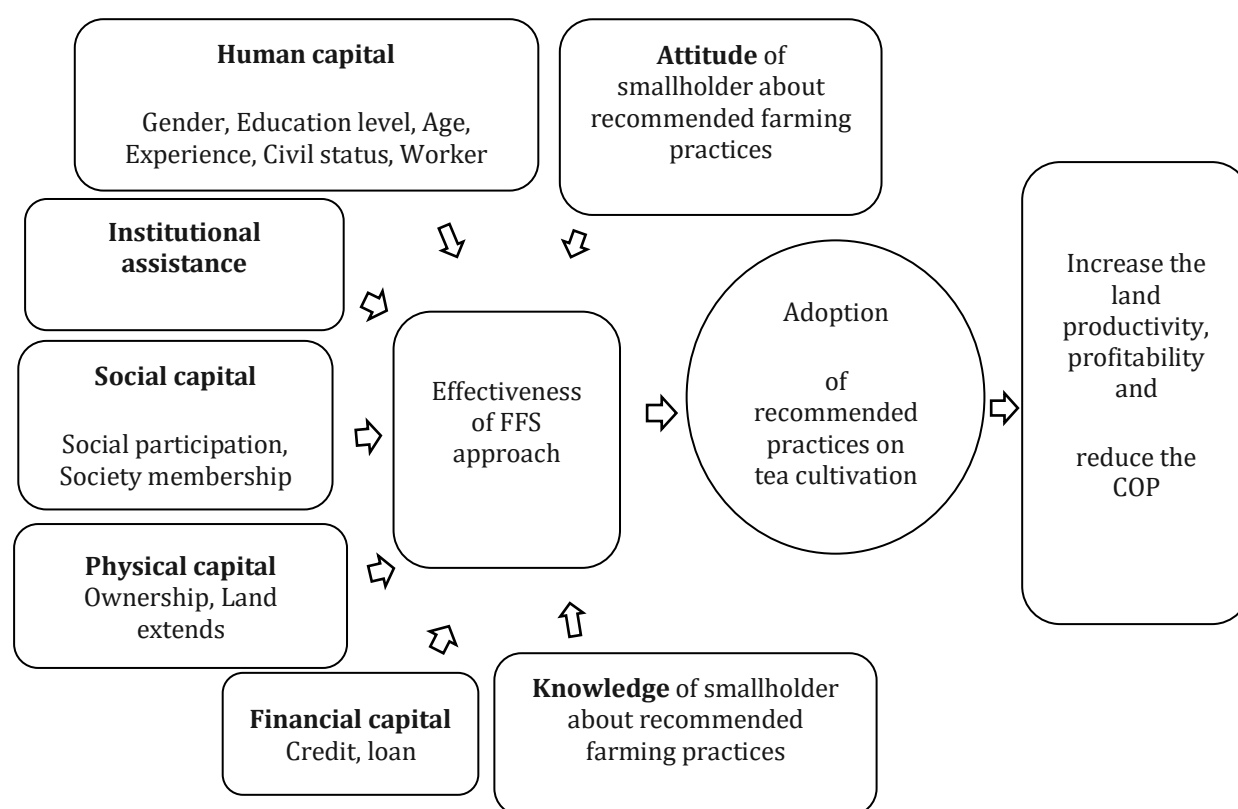 Human capital
Gender, Education level, Age,
Experience, Civil status, Worker
Attitude of
smallholder about
recommended farming
practices
Institutional
assistance
Social capital
Social participation,
Society membership
Physical capital
Ownership, Land
extends
Financial capital
Credit, loan
Knowledge of smallholder
about recommended
farming practices
Effectiveness
of FFS
approach
Adoption
of
recommended
practices on
tea cultivation
Increase the
land
productivity,
profitability
and
reduce the
COP